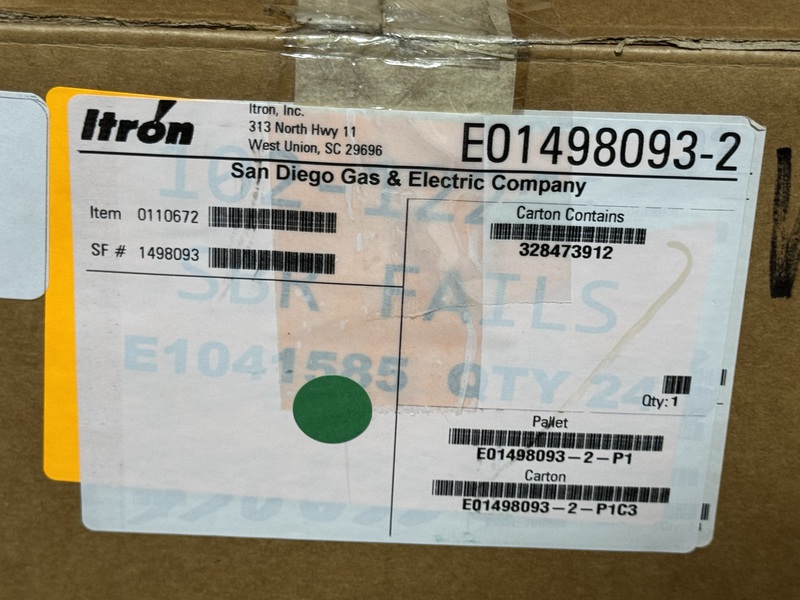 Itron
Itron, Inc.
313 North Hwy 11
West Union, SC 29696
E01498093-2
San Diego Gas & Electric Company
Item 0110672
SF # 1498093
Carton Contains
328473912
SBR FAILS
E1041585 QTY 24
Qty: 1
Pallet
E01498093-2-P1
Carton
E01498093-2-P1C3